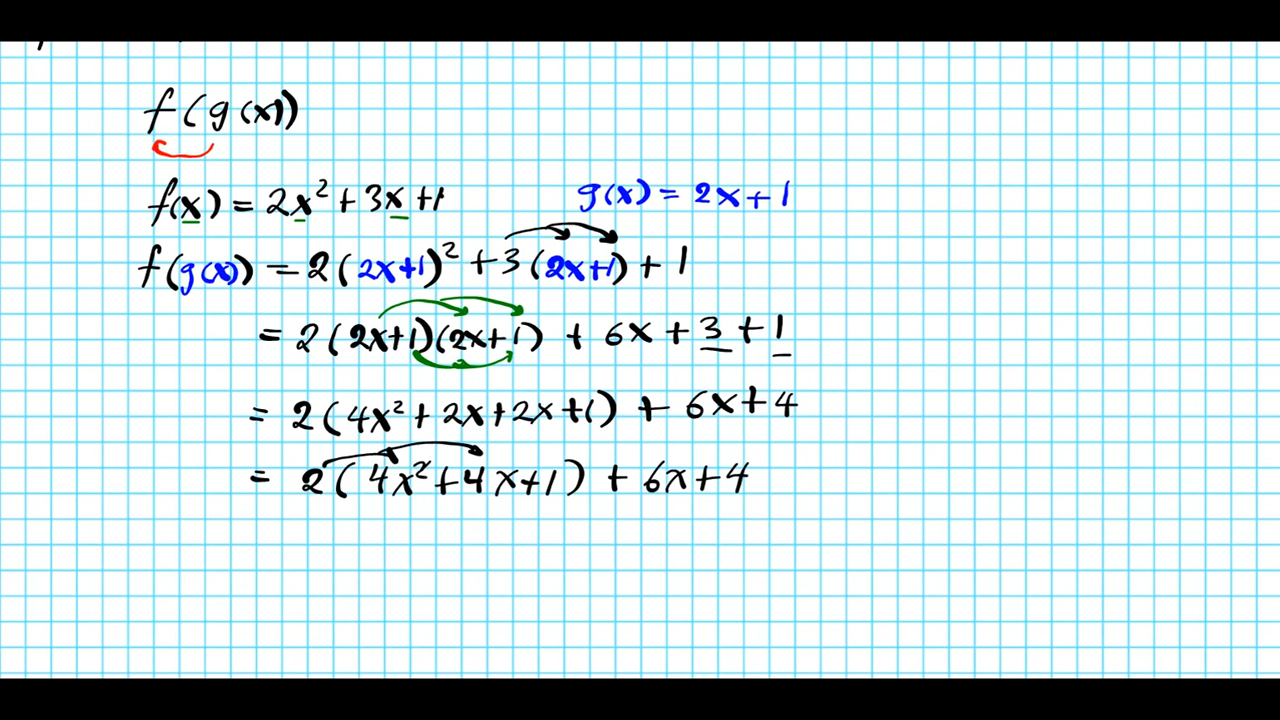 f(g(x))
f(x) = 2x² + 3x + 1 g(x) = 2x + 1
f(g(x)) = 2(2x+1)² + 3(2x+1) + 1
= 2(2x+1)(2x+1) + 6x + 3 + 1
= 2(4x² + 2x + 2x + 1) + 6x + 4
= 2(4x² + 4x + 1) + 6x + 4